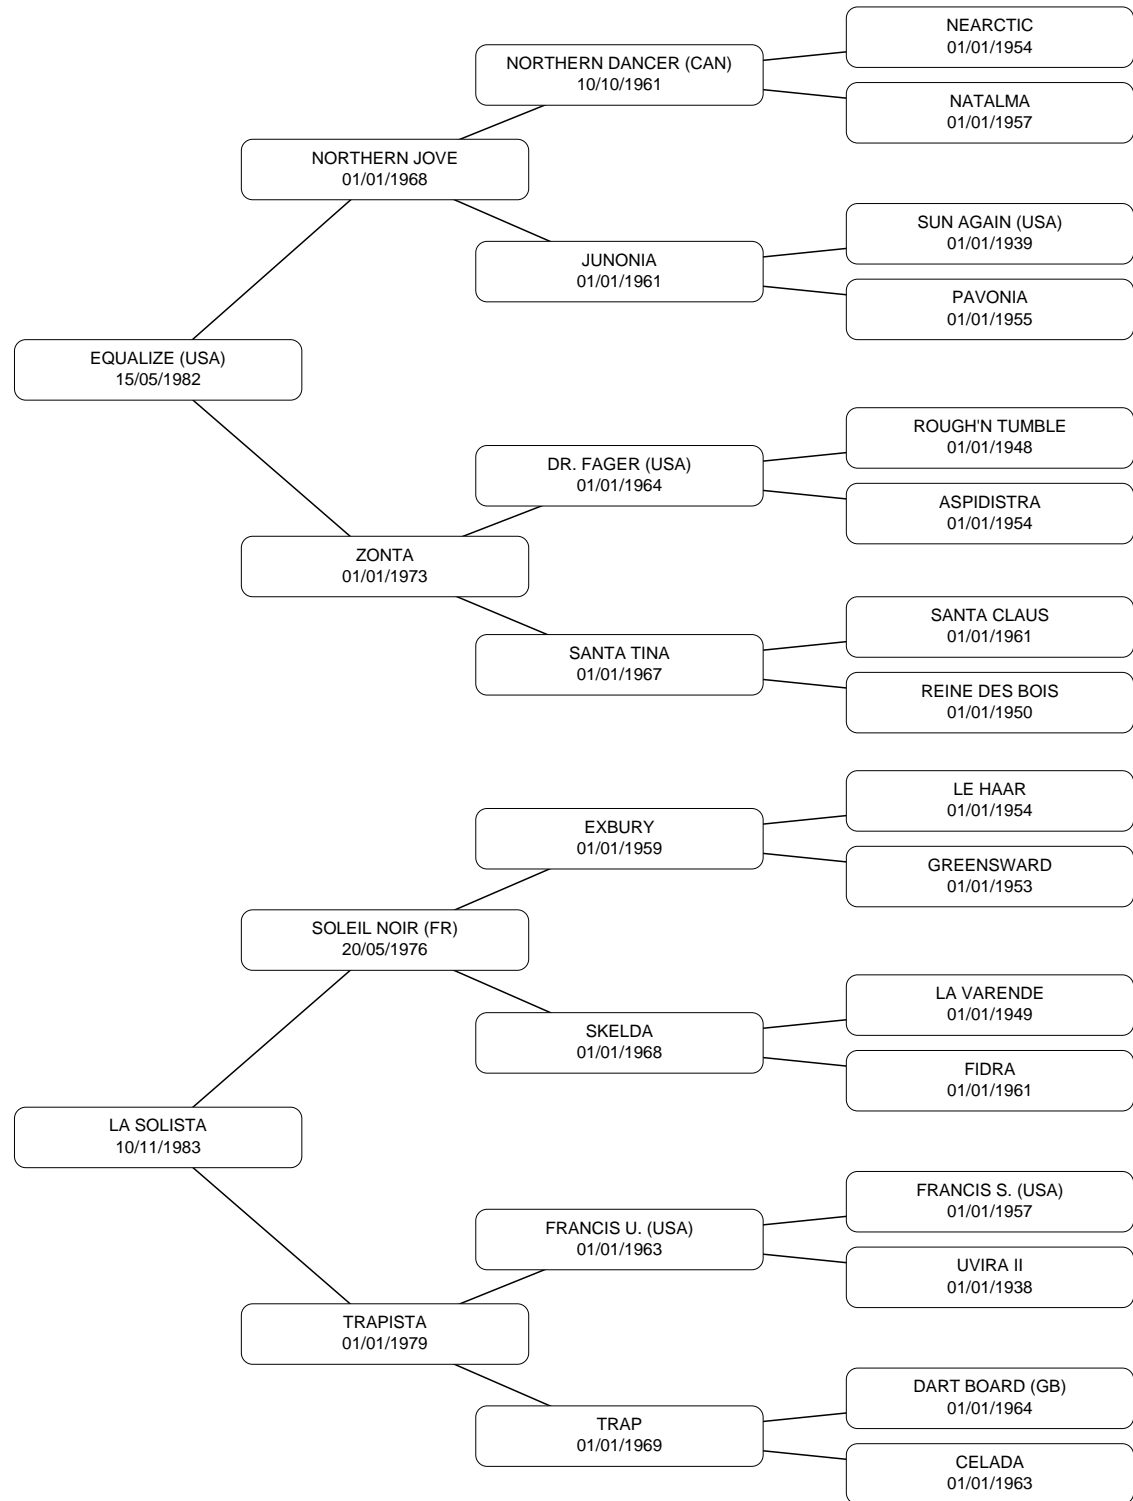 NEARCTIC
01/01/1954
NORTHERN DANCER (CAN)
10/10/1961
NATALMA
01/01/1957
NORTHERN JOVE
01/01/1968
SUN AGAIN (USA)
01/01/1939
JUNONIA
01/01/1961
PAVONIA
01/01/1955
EQUALIZE (USA)
15/05/1982
ROUGH'N TUMBLE
01/01/1948
DR. FAGER (USA)
01/01/1964
ASPIDISTRA
01/01/1954
ZONTA
01/01/1973
SANTA CLAUS
01/01/1961
SANTA TINA
01/01/1967
REINE DES BOIS
01/01/1950
LE HAAR
01/01/1954
EXBURY
01/01/1959
GREENSWARD
01/01/1953
SOLEIL NOIR (FR)
20/05/1976
LA VARENDE
01/01/1949
SKELDA
01/01/1968
FIDRA
01/01/1961
LA SOLISTA
10/11/1983
FRANCIS S. (USA)
01/01/1957
FRANCIS U. (USA)
01/01/1963
UVIRA II
01/01/1938
TRAPISTA
01/01/1979
DART BOARD (GB)
01/01/1964
TRAP
01/01/1969
CELADA
01/01/1963